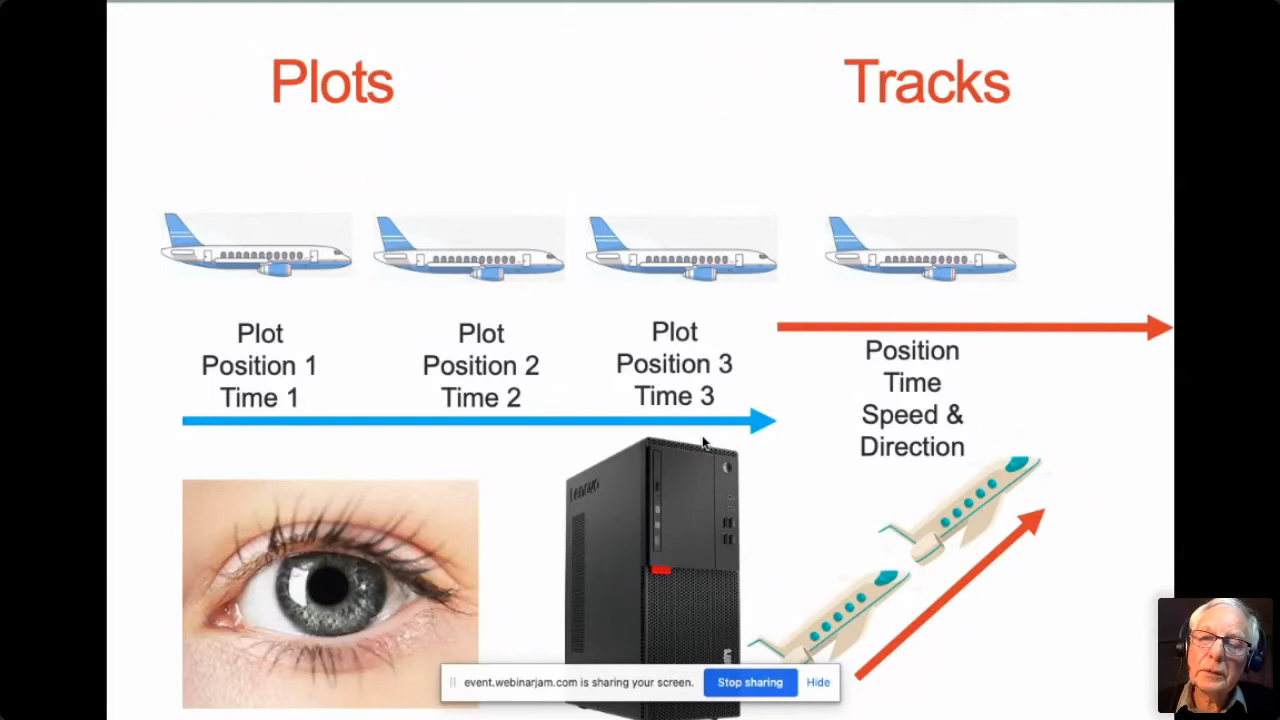 Plots
Tracks
Plot
Position 1
Time 1
Plot
Position 2
Time 2
Plot
Position 3
Time 3
Position
Time
Speed &
Direction
Lenovo
event.webinarjam.com is sharing your screen.
Stop sharing
Hide